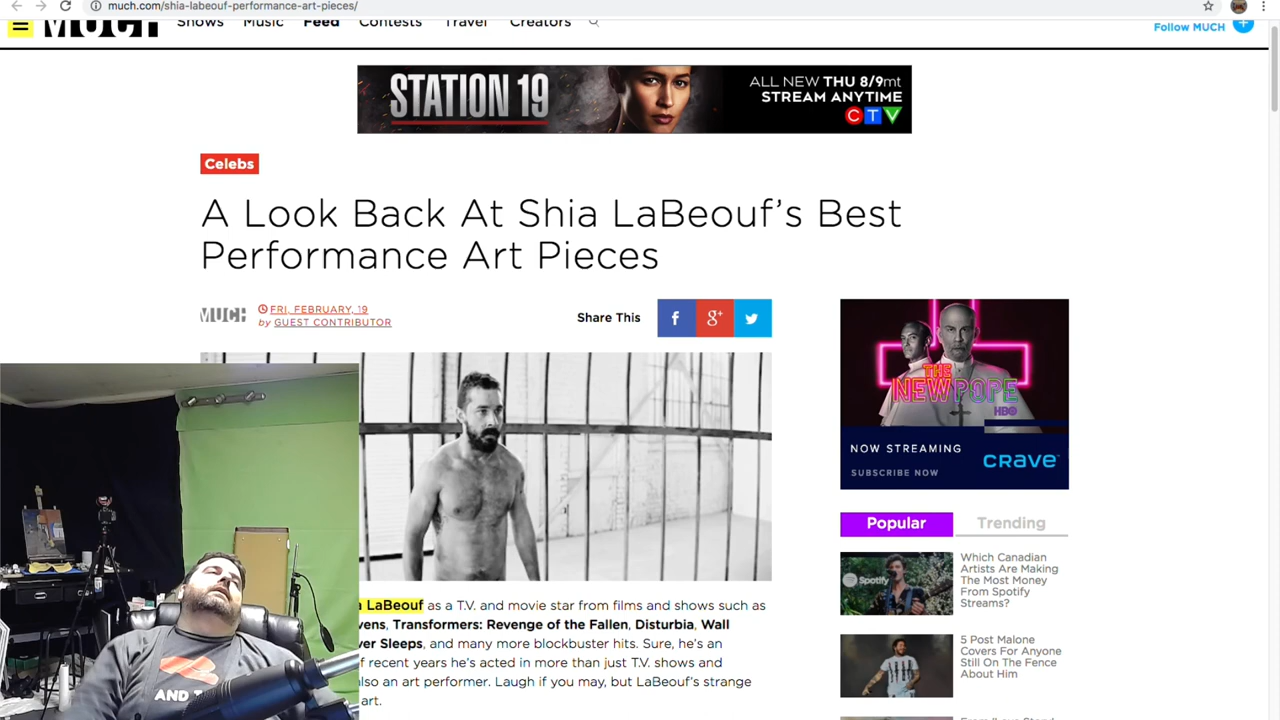 much.com/shia-labeouf-performance-art-pieces/
MUCH
Shows Music Feed Contests Travel Creators
Follow MUCH +
STATION 19
ALL NEW THU 8/9mt
STREAM ANYTIME
CTV
Celebs
A Look Back At Shia LaBeouf's Best
Performance Art Pieces
MUCH
FRI, FEBRUARY, 19
by GUEST CONTRIBUTOR
Share This
f g+
THE
NEW POPE
HBO
NOW STREAMING
SUBSCRIBE NOW
CRAVE
Popular Trending
Spotify
Which Canadian
Artists Are Making
The Most Money
From Spotify
Streams?
5 Post Malone
Covers For Anyone
Still On The Fence
About Him
a LaBeouf as a T.V. and movie star from films and shows such as
vens, Transformers: Revenge of the Fallen, Disturbia, Wall
er Sleeps, and many more blockbuster hits. Sure, he's an
f recent years he's acted in more than just T.V. shows and
lso an art performer. Laugh if you may, but LaBeouf's strange
art.
AND